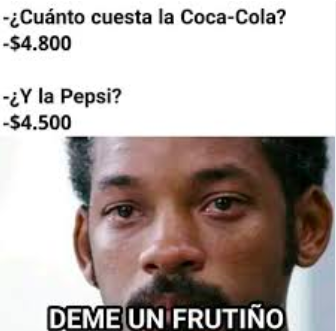 -¿Cuánto cuesta la Coca-Cola?
-$4.800
-¿Y la Pepsi?
-$4.500
DEME UN FRUTIÑO